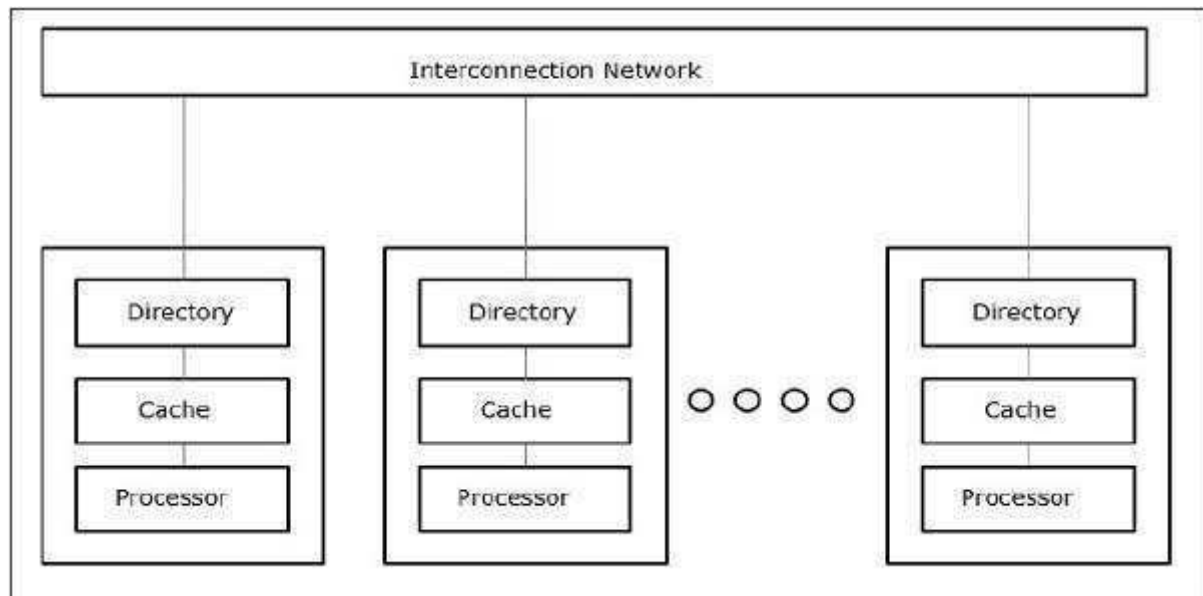 Interconnection Network
Directory
Cache
Processor
Directory
Cache
Processor
Directory
Cache
Processor